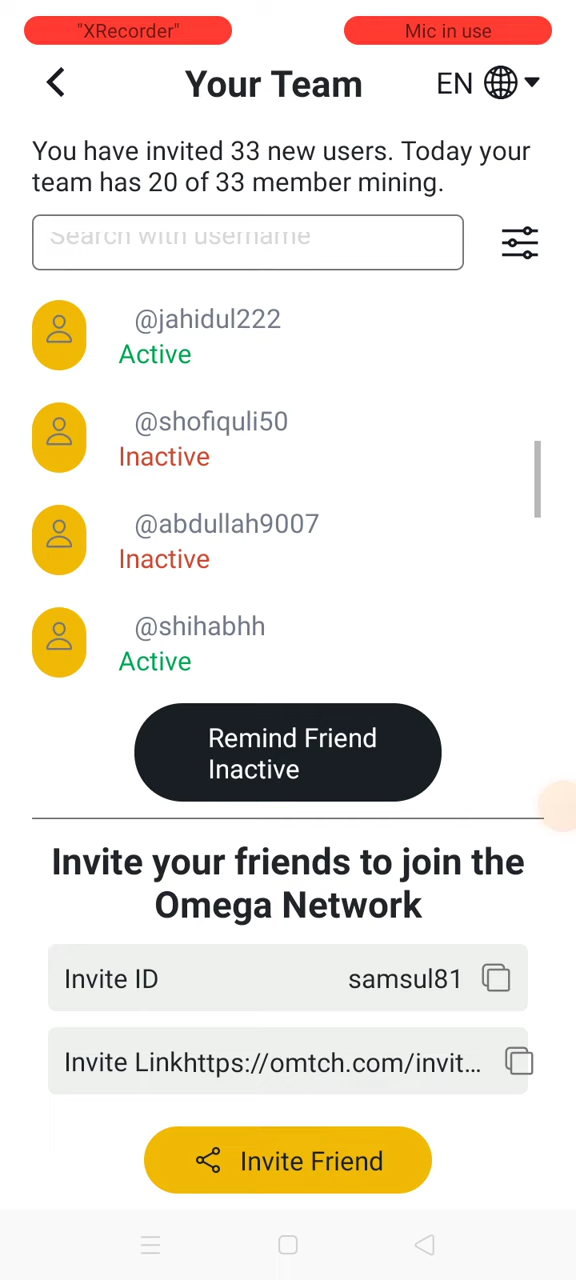 "XRecorder" Mic in use
Your Team EN
You have invited 33 new users. Today your
team has 20 of 33 member mining.
Search with username
@jahidul222
Active
@shofiquli50
Inactive
@abdullah9007
Inactive
@shihabhh
Active
Remind Friend
Inactive
Invite your friends to join the
Omega Network
Invite ID samsul81
Invite Linkhttps://omtch.com/invit...
Invite Friend